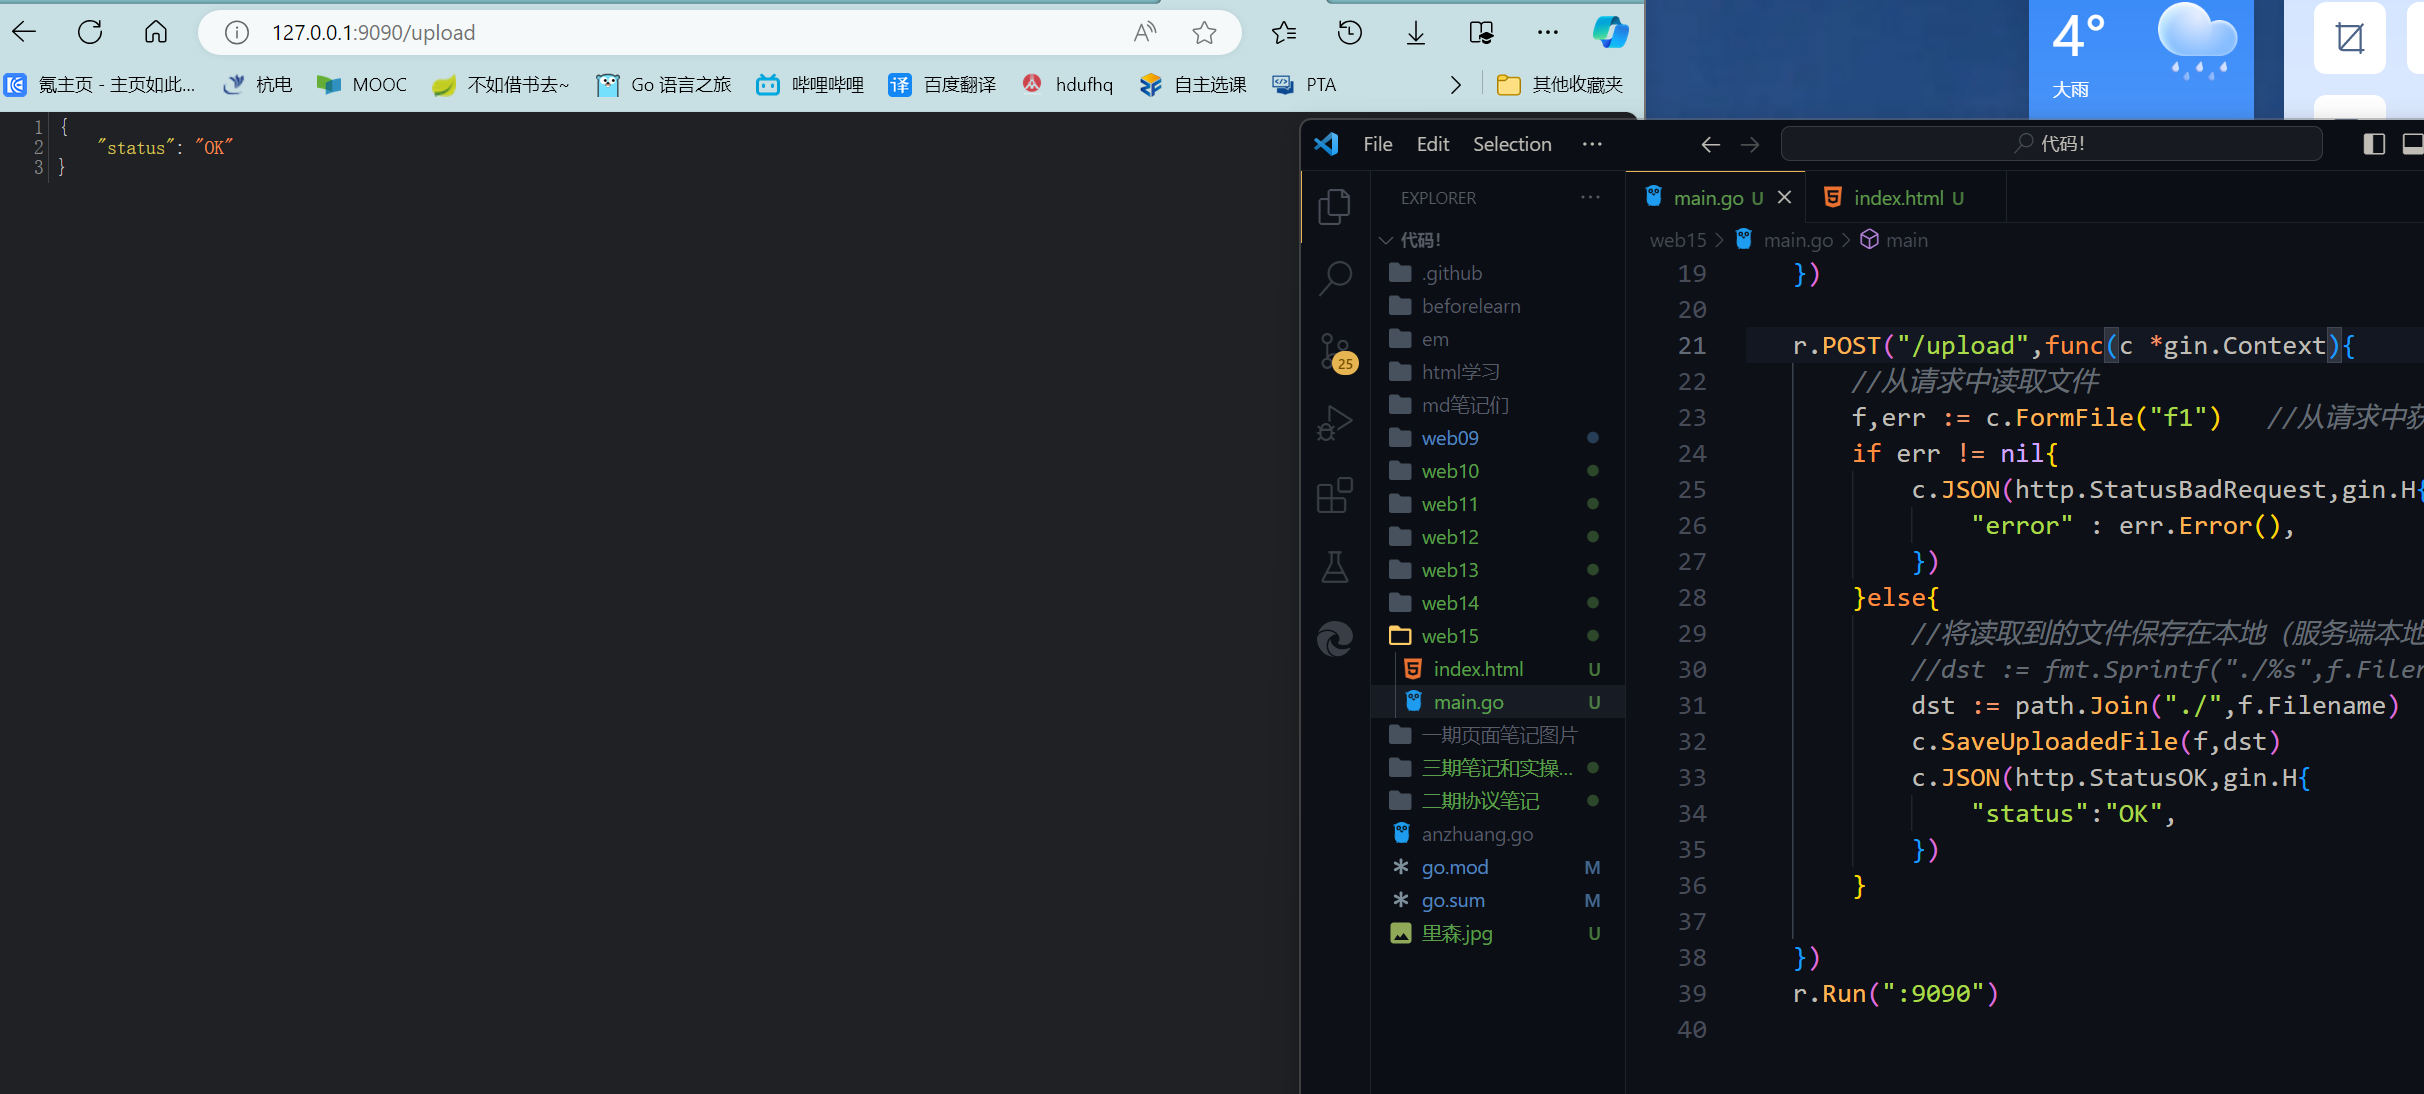 127.0.0.1:9090/upload
氪主页 - 主页如此...
杭电
MOOC
不如借书去~
Go 语言之旅
哔哩哔哩
百度翻译
hdufhq
自主选课
PTA
其他收藏夹
1 {
2 "status": "OK"
3 }
4°
大雨
File Edit Selection ...
代码!
EXPLORER
代码!
.github
beforelearn
em
html学习
md笔记们
web09
web10
web11
web12
web13
web14
web15
index.html U
main.go U
一期页面笔记图片
三期笔记和实操...
二期协议笔记
anzhuang.go
go.mod M
go.sum M
里森.jpg U
25
main.go U
index.html U
web15 > main.go > main
19 })
20
21 r.POST("/upload",func(c *gin.Context){
22 //从请求中读取文件
23 f,err := c.FormFile("f1") //从请求中获
24 if err != nil{
25 c.JSON(http.StatusBadRequest,gin.H{
26 "error" : err.Error(),
27 })
28 }else{
29 //将读取到的文件保存在本地（服务端本地
30 //dst := fmt.Sprintf("./%s",f.Filen
31 dst := path.Join("./",f.Filename)
32 c.SaveUploadedFile(f,dst)
33 c.JSON(http.StatusOK,gin.H{
34 "status":"OK",
35 })
36 }
37
38 })
39 r.Run(":9090")
40